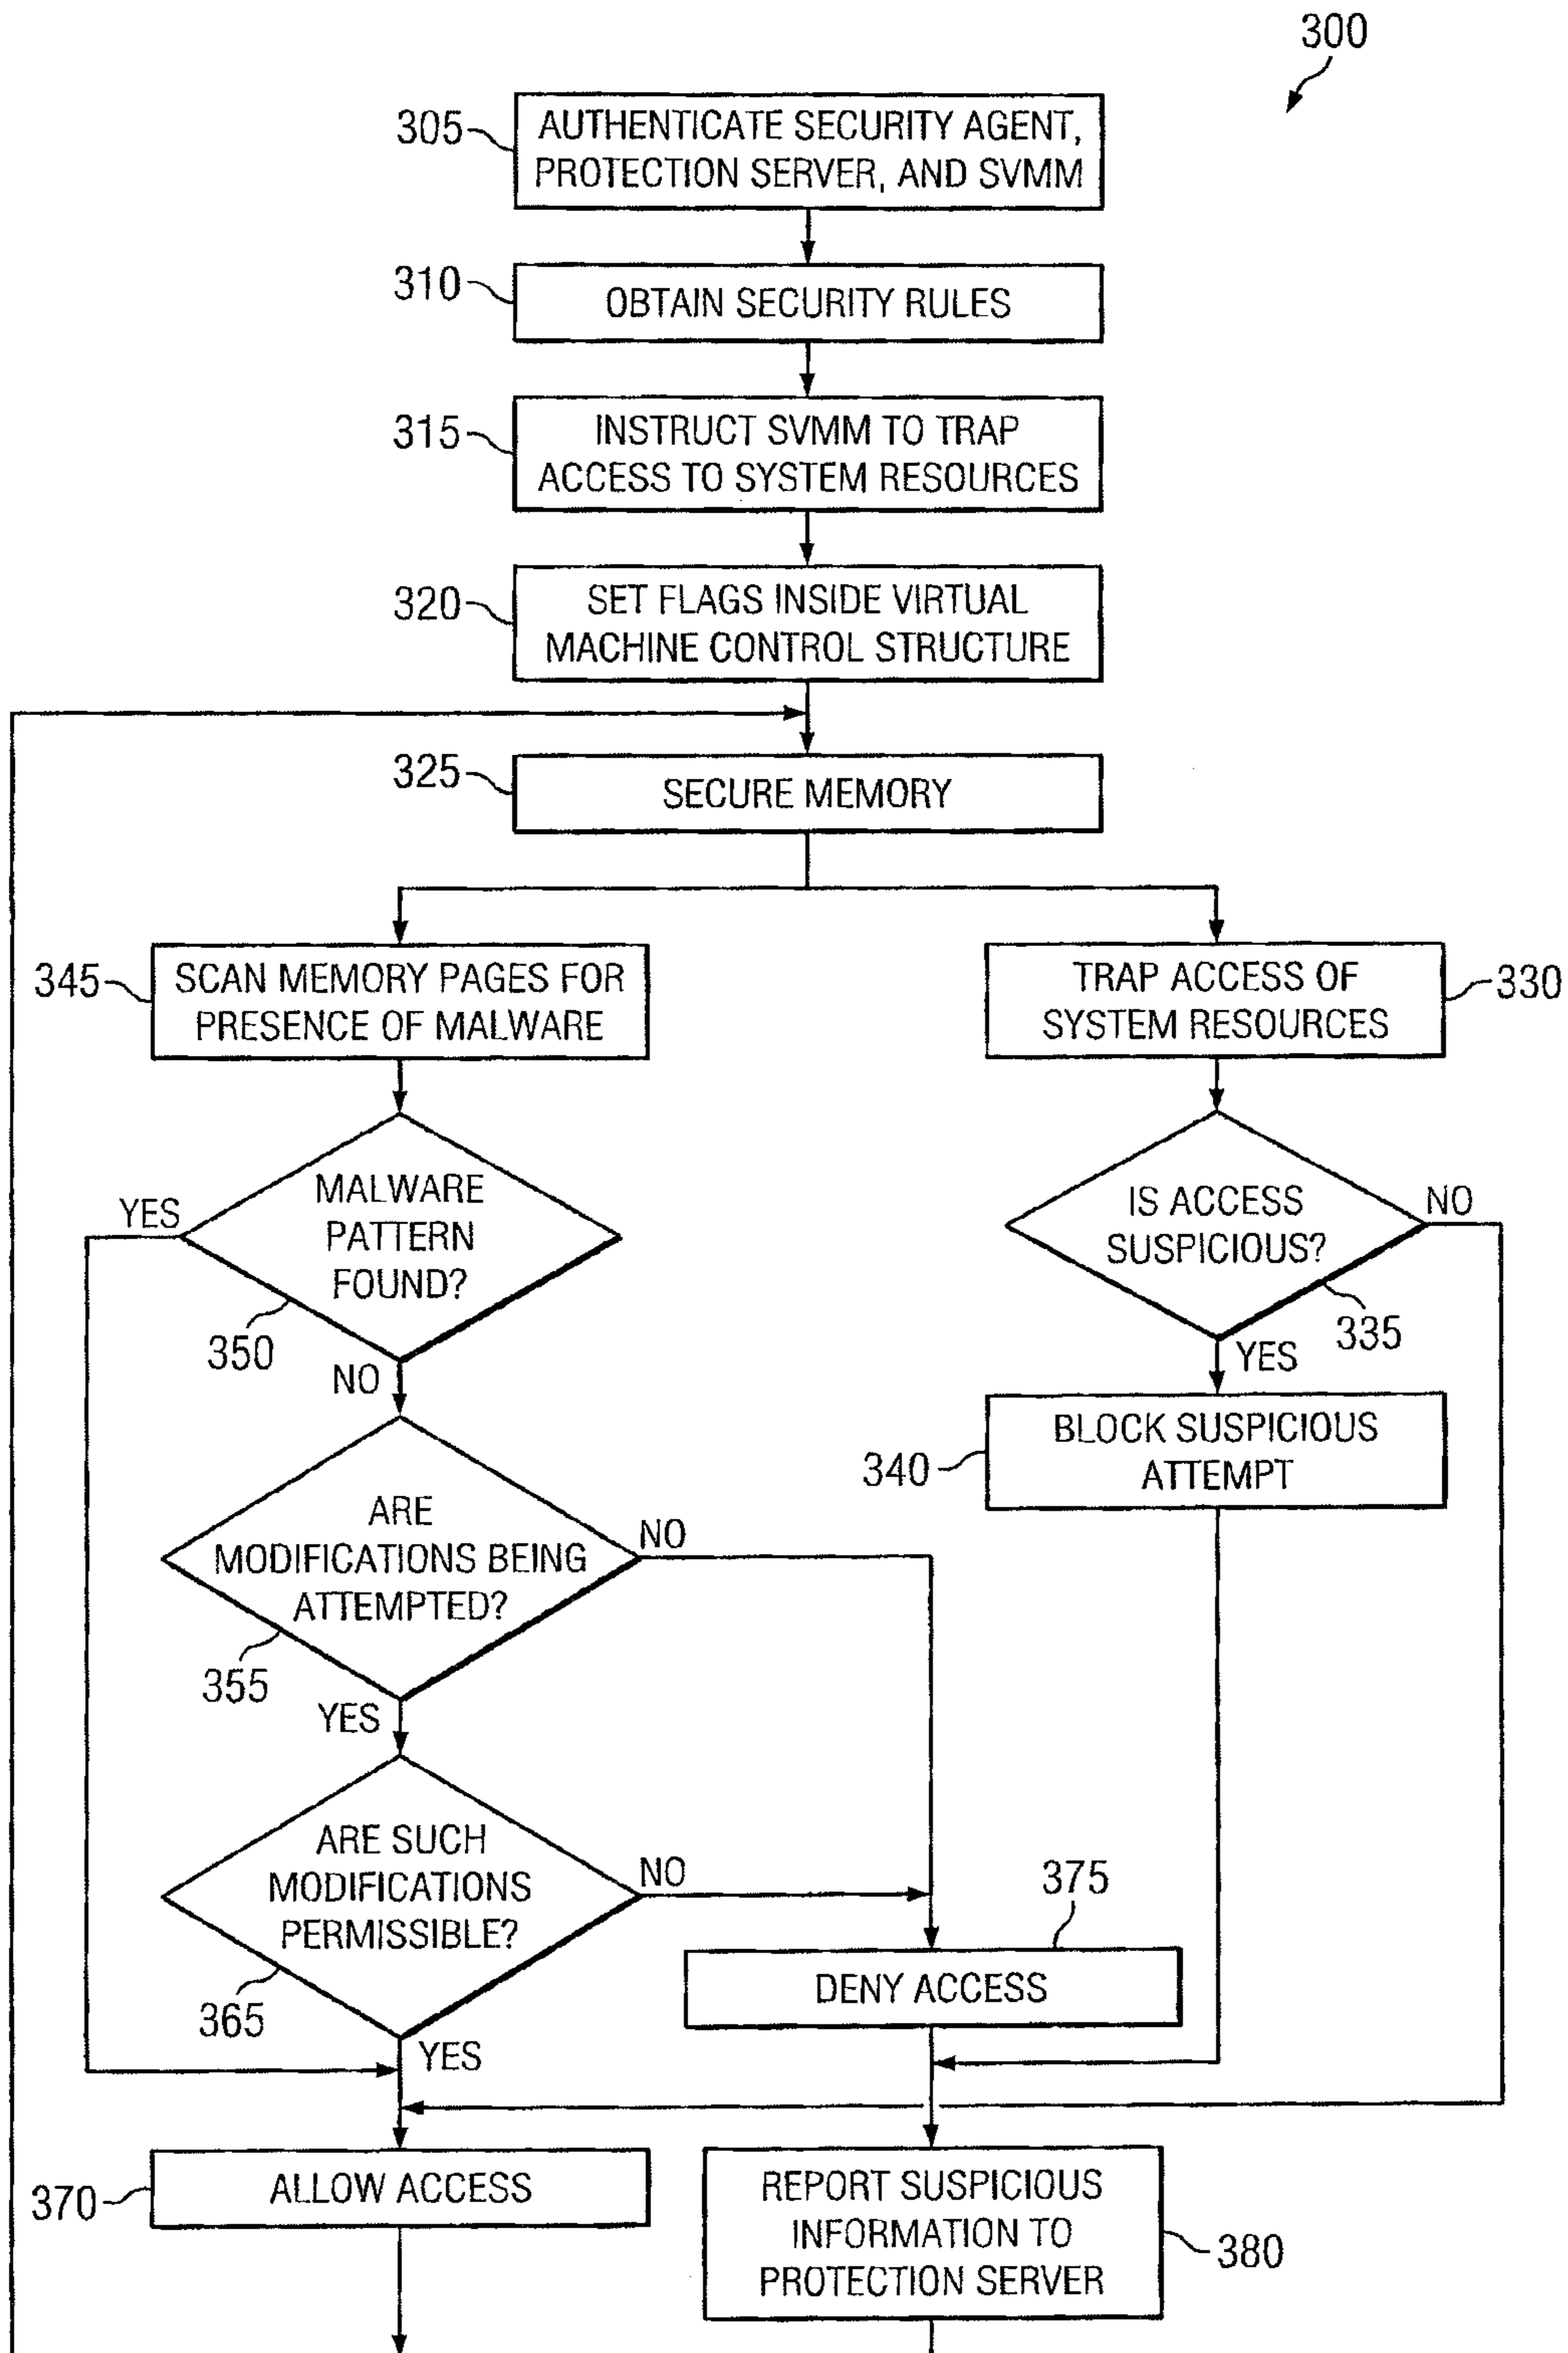 300
305
AUTHENTICATE SECURITY AGENT,
PROTECTION SERVER, AND SVMM
310
OBTAIN SECURITY RULES
315
INSTRUCT SVMM TO TRAP
ACCESS TO SYSTEM RESOURCES
320
SET FLAGS INSIDE VIRTUAL
MACHINE CONTROL STRUCTURE
325
SECURE MEMORY
345
SCAN MEMORY PAGES FOR
PRESENCE OF MALWARE
TRAP ACCESS OF
SYSTEM RESOURCES
330
YES
MALWARE
PATTERN
FOUND?
350
NO
IS ACCESS
SUSPICIOUS?
NO
335
YES
340
BLOCK SUSPICIOUS
ATTEMPT
ARE
MODIFICATIONS BEING
ATTEMPTED?
NO
355
YES
ARE SUCH
MODIFICATIONS
PERMISSIBLE?
NO
365
YES
375
DENY ACCESS
370
ALLOW ACCESS
REPORT SUSPICIOUS
INFORMATION TO
PROTECTION SERVER
380